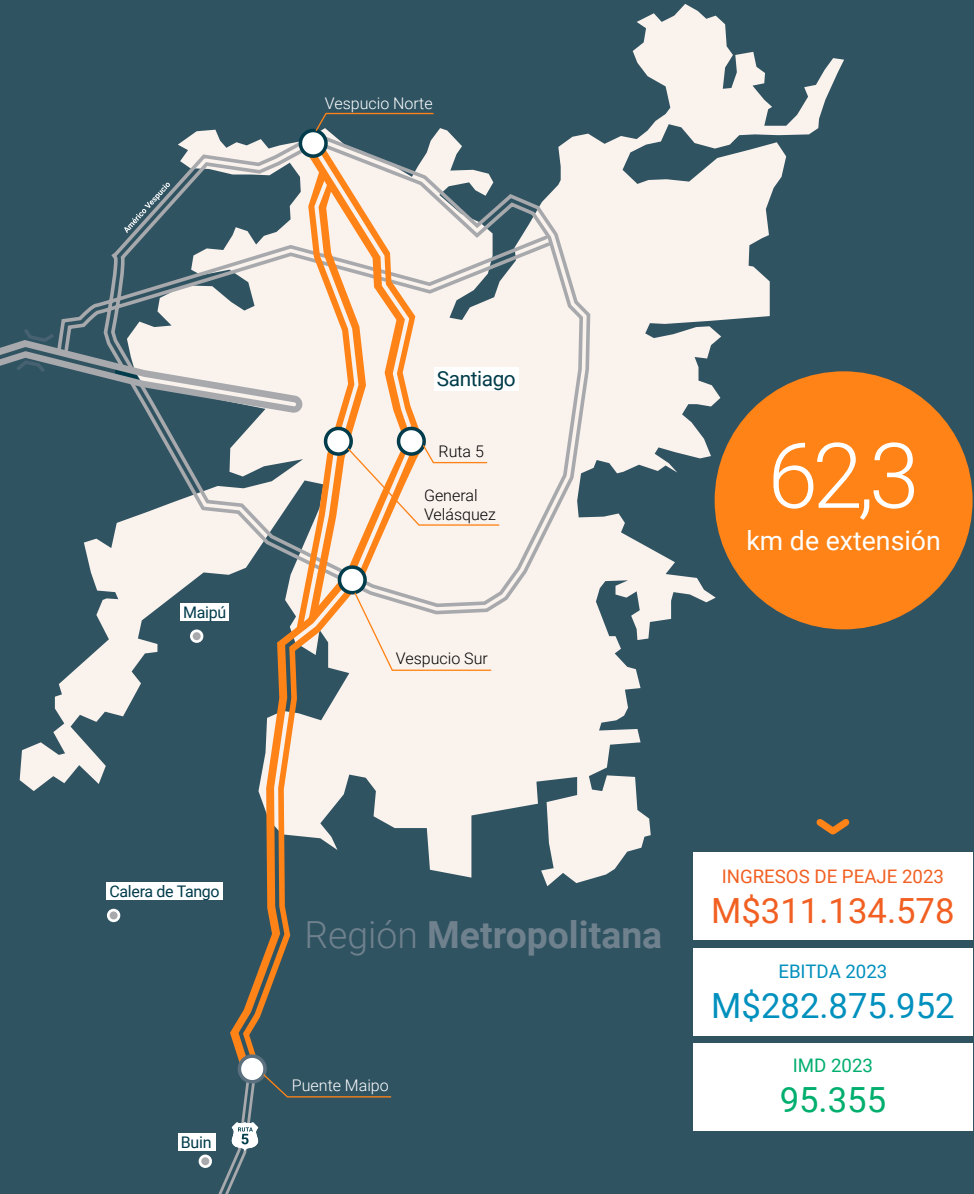 Vespucio Norte
Américo Vespucio
Santiago
Ruta 5
General
Velásquez
62,3
km de extensión
Maipú
Vespucio Sur
INGRESOS DE PEAJE 2023
M$311.134.578
Calera de Tango
Región Metropolitana
EBITDA 2023
M$282.875.952
IMD 2023
95.355
Puente Maipo
RUTA
5
Buin